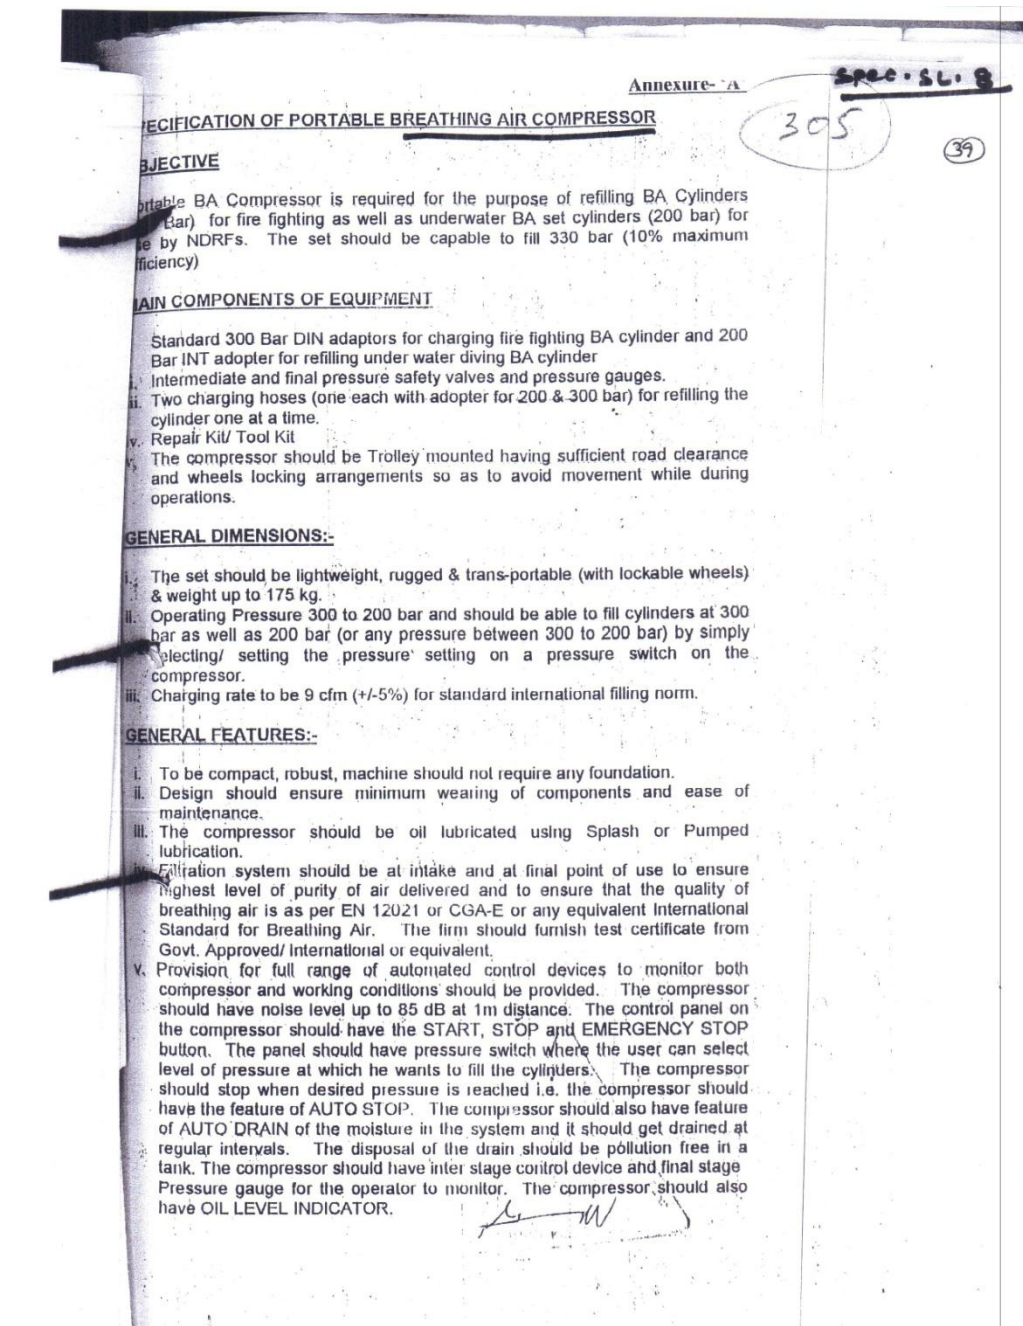 Annexure- 'A'
Spec. SL. 8
305
39
ECIFICATION OF PORTABLE BREATHING AIR COMPRESSOR
BJECTIVE
ortable BA Compressor is required for the purpose of refilling BA Cylinders
Bar) for fire fighting as well as underwater BA set cylinders (200 bar) for
e by NDRFs. The set should be capable to fill 330 bar (10% maximum
ficiency)
AIN COMPONENTS OF EQUIPMENT
Standard 300 Bar DIN adaptors for charging fire fighting BA cylinder and 200
Bar INT adopter for refilling under water diving BA cylinder
i. Intermediate and final pressure safety valves and pressure gauges.
ii. Two charging hoses (one each with adopter for 200 & 300 bar) for refilling the
cylinder one at a time.
v. Repair Kit/ Tool Kit
v. The compressor should be Trolley mounted having sufficient road clearance
and wheels locking arrangements so as to avoid movement while during
operations.
GENERAL DIMENSIONS:-
i. The set should be lightweight, rugged & trans-portable (with lockable wheels)
& weight up to 175 kg.
ii. Operating Pressure 300 to 200 bar and should be able to fill cylinders at 300
bar as well as 200 bar (or any pressure between 300 to 200 bar) by simply
electing/ setting the pressure setting on a pressure switch on the
compressor.
iii. Charging rate to be 9 cfm (+/-5%) for standard international filling norm.
GENERAL FEATURES:-
i. To be compact, robust, machine should not require any foundation.
ii. Design should ensure minimum wearing of components and ease of
maintenance.
iii. The compressor should be oil lubricated using Splash or Pumped
lubrication.
iv. Filtration system should be at intake and at final point of use to ensure
highest level of purity of air delivered and to ensure that the quality of
breathing air is as per EN 12021 or CGA-E or any equivalent International
Standard for Breathing Air. The firm should furnish test certificate from
Govt. Approved/ International or equivalent.
v. Provision for full range of automated control devices to monitor both
compressor and working conditions should be provided. The compressor
should have noise level up to 85 dB at 1m distance. The control panel on
the compressor should have the START, STOP and EMERGENCY STOP
button. The panel should have pressure switch where the user can select
level of pressure at which he wants to fill the cylinders. The compressor
should stop when desired pressure is reached i.e. the compressor should
have the feature of AUTO STOP. The compressor should also have feature
of AUTO DRAIN of the moisture in the system and it should get drained at
regular intervals. The disposal of the drain should be pollution free in a
tank. The compressor should have inter stage control device and final stage
Pressure gauge for the operator to monitor. The compressor should also
have OIL LEVEL INDICATOR.